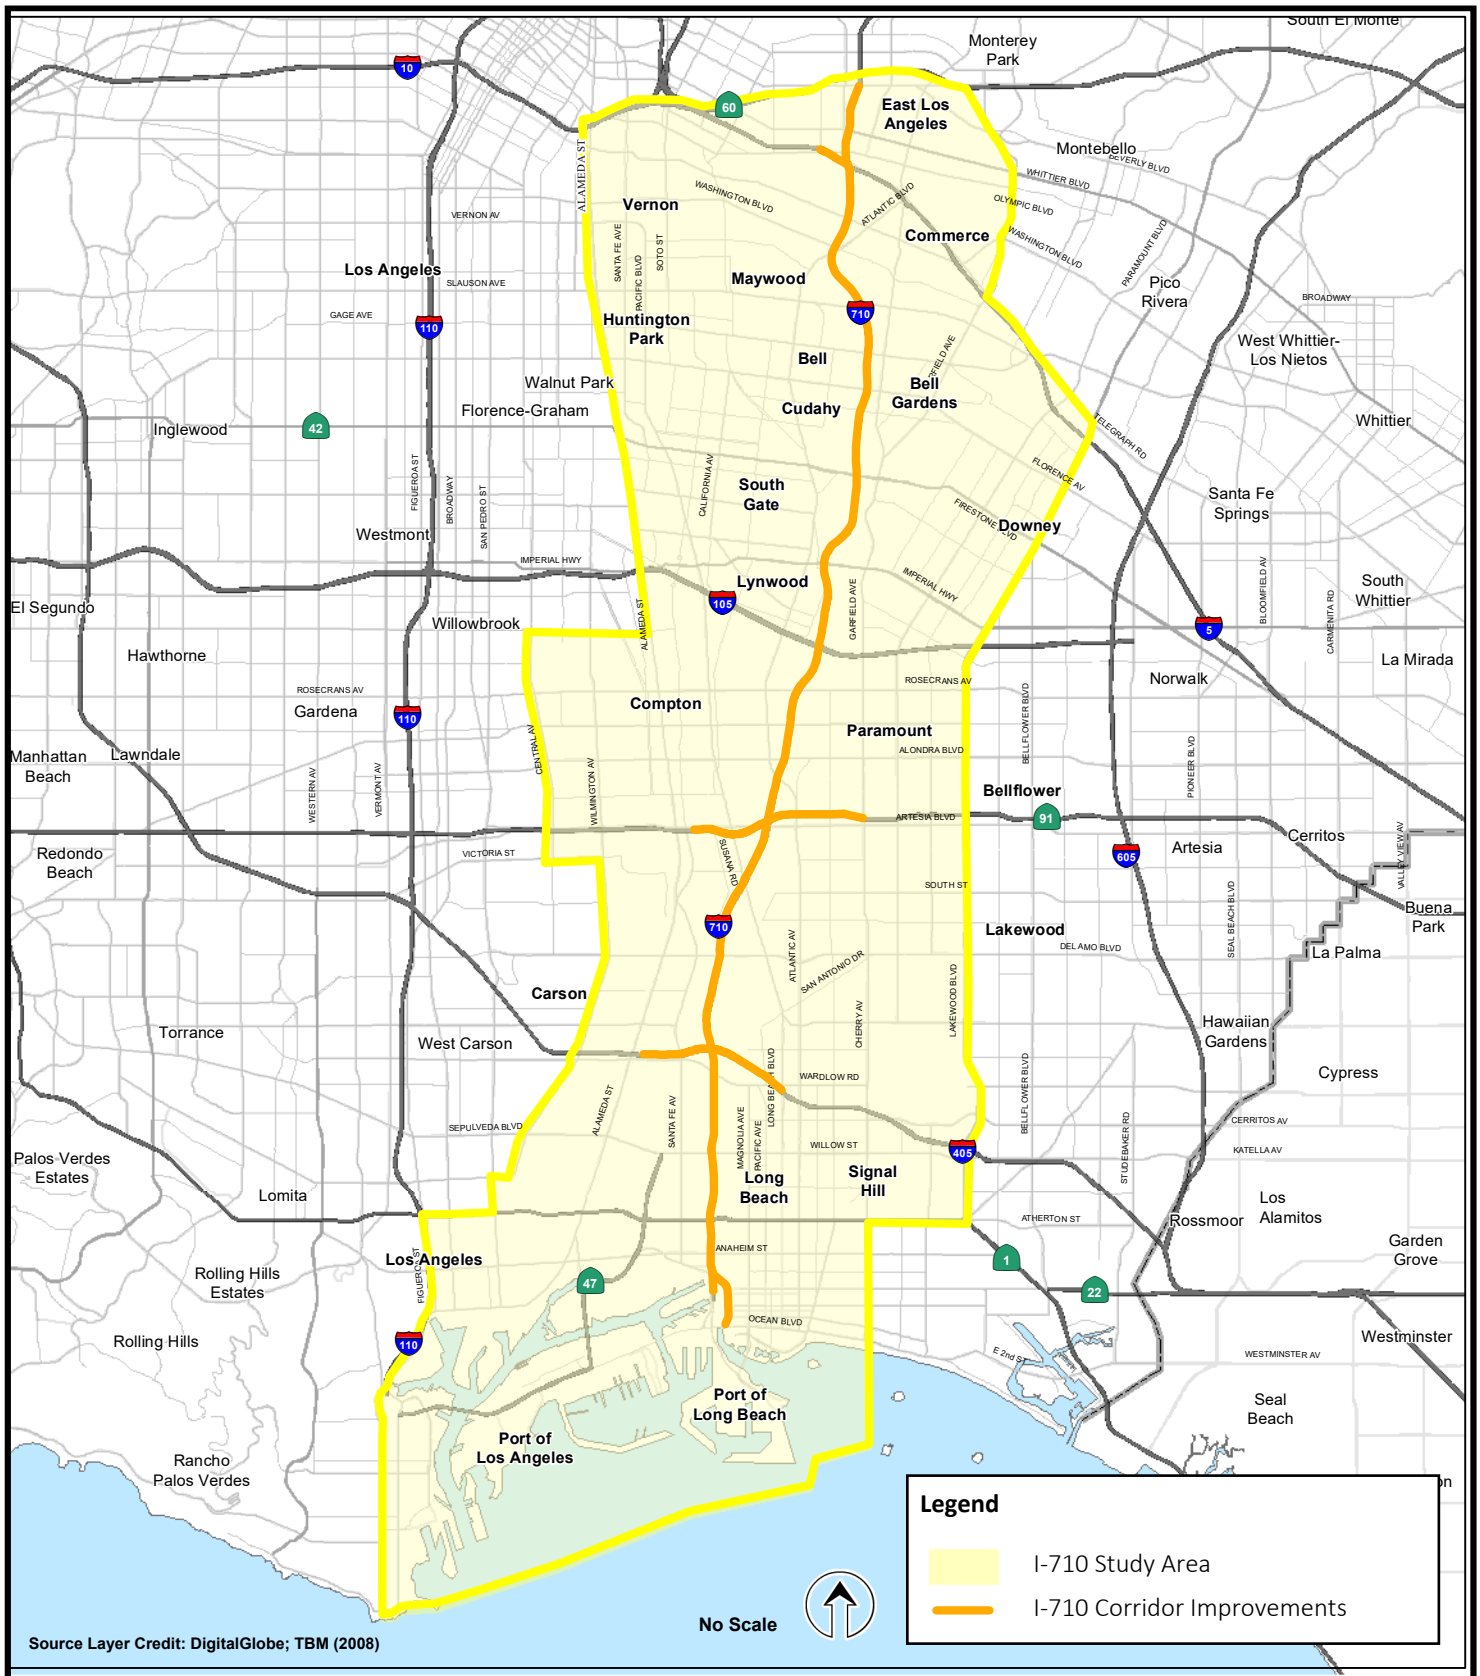 South El Monte
Monterey
Park
10
60
East Los
Angeles
ALAMEDA ST
Montebello
BEVERLY BLVD
WHITTIER BLVD
WASHINGTON BLVD
ATLANTIC BLVD
OLYMPIC BLVD
Vernon
VERNON AV
Commerce
WASHINGTON BLVD
PARAMOUNT BLVD
SANTA FE AVE
PACIFIC BLVD
SOTO ST
Los Angeles
SLAUSON AVE
Maywood
Pico
Rivera
BROADWAY
GAGE AVE
110
Huntington
Park
710
West Whittier-
Los Nietos
Bell
RFIELD AVE
Walnut Park
Bell
Gardens
Florence-Graham
Cudahy
Inglewood
42
TELEGRAPH RD
Whittier
FIGUEROA ST
BROADWAY
SAN PEDRO ST
CALIFORNIA AV
South
Gate
FLORENCE AV
Santa Fe
Springs
FIRESTONE BLVD
Downey
Westmont
IMPERIAL HWY
Lynwood
IMPERIAL HWY
BLOOMFIELD AV
CARMENITA RD
South
Whittier
El Segundo
105
GARFIELD AVE
ALAMEDA ST
Willowbrook
5
Hawthorne
La Mirada
ROSECRANS AV
ROSECRANS AV
Norwalk
Gardena
110
Compton
BELLFLOWER BLVD
Paramount
ALONDRA BLVD
Manhattan
Beach
Lawndale
CENTRAL AV
WILMINGTON AV
PIONEER BLVD
WESTERN AV
VERMONT AV
Bellflower
ARTESIA BLVD
91
Cerritos
VALLEY VIEW AV
Redondo
Beach
VICTORIA ST
SUSANA RD
605
Artesia
SOUTH ST
SEAL BEACH BLVD
Buena
Park
710
Lakewood
ATLANTIC AV
DEL AMO BLVD
La Palma
SAN ANTONIO DR
Carson
LAKEWOOD BLVD
CHERRY AV
Torrance
West Carson
Hawaiian
Gardens
LONG BEACH BLVD
WARDLOW RD
BELLFLOWER BLVD
Cypress
ALAMEDA ST
SANTA FE AV
SEPULVEDA BLVD
MAGNOLIA AVE
PACIFIC AVE
WILLOW ST
405
STUDEBAKER RD
CERRITOS AV
KATELLA AV
Palos Verdes
Estates
Lomita
Long
Beach
Signal
Hill
Los
Alamitos
ATHERTON ST
Rossmoor
ANAHEIM ST
Los Angeles
FIGUEROA ST
1
Garden
Grove
Rolling Hills
Estates
47
22
OCEAN BLVD
Rolling Hills
110
Westminster
E 2nd ST
WESTMINSTER AV
Port of
Long Beach
Seal
Beach
Port of
Los Angeles
Rancho
Palos Verdes
on
Legend
I-710 Study Area
I-710 Corridor Improvements
No Scale
Source Layer Credit: DigitalGlobe; TBM (2008)